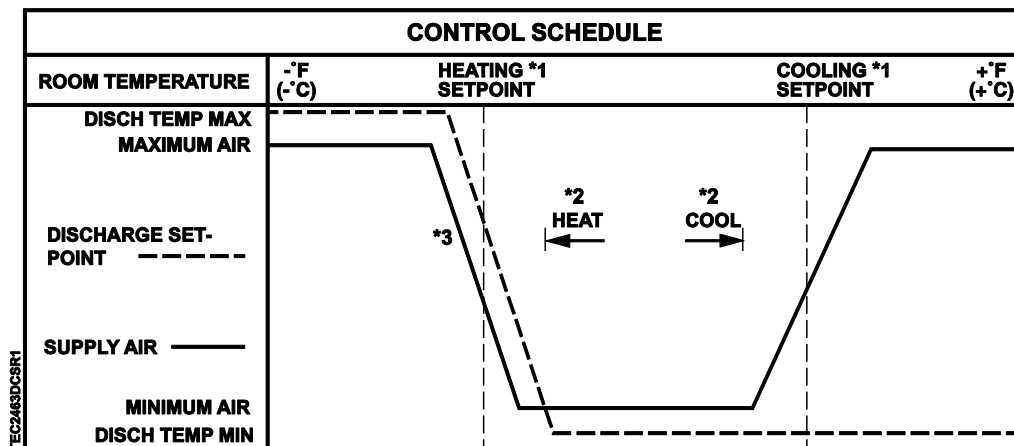 CONTROL SCHEDULE
ROOM TEMPERATURE
-°F
(-°C)
HEATING *1
SETPOINT
COOLING *1
SETPOINT
+°F
(+°C)
DISCH TEMP MAX
MAXIMUM AIR
*2
HEAT
*2
COOL
*3
DISCHARGE SET-
POINT
SUPPLY AIR
MINIMUM AIR
DISCH TEMP MIN
TEC2463DCSR1